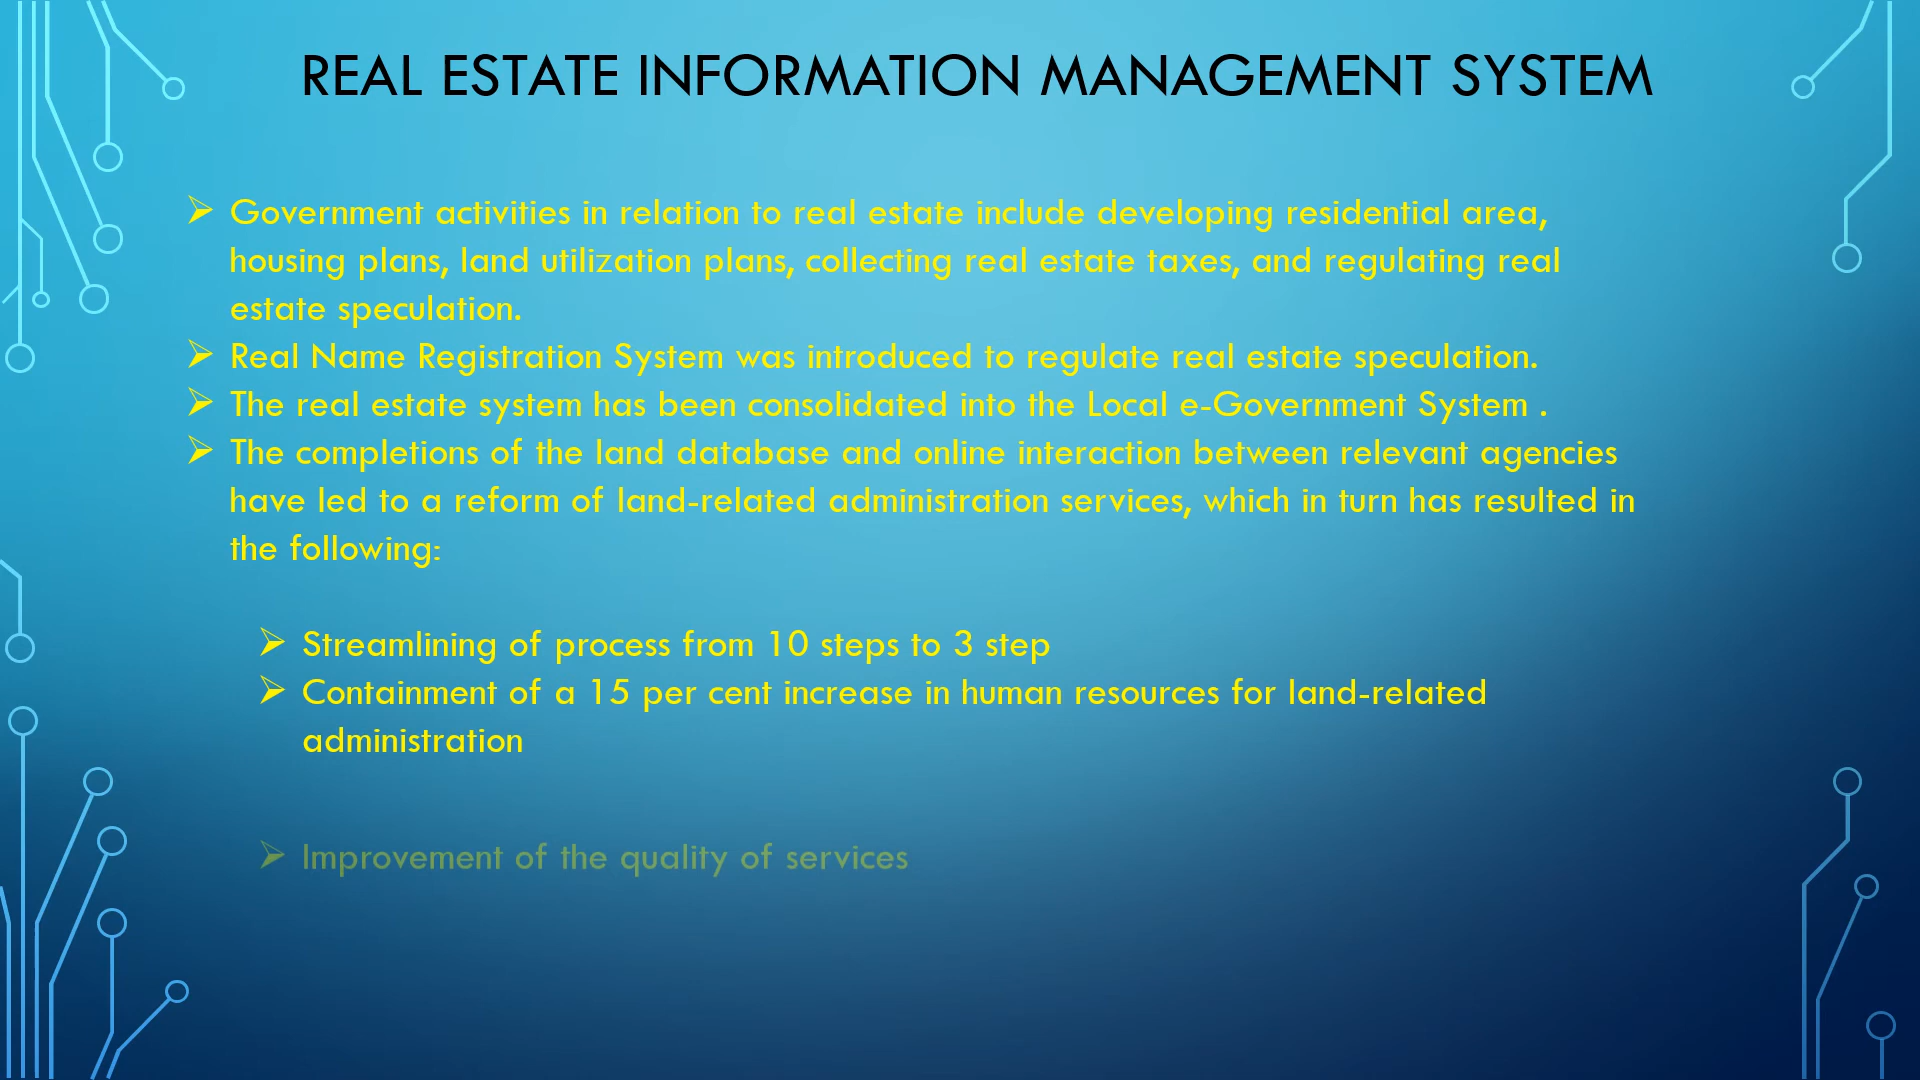 REAL ESTATE INFORMATION MANAGEMENT SYSTEM
➢ Government activities in relation to real estate include developing residential area,
housing plans, land utilization plans, collecting real estate taxes, and regulating real
estate speculation.
➢ Real Name Registration System was introduced to regulate real estate speculation.
➢ The real estate system has been consolidated into the Local e-Government System .
➢ The completions of the land database and online interaction between relevant agencies
have led to a reform of land-related administration services, which in turn has resulted in
the following:
➢ Streamlining of process from 10 steps to 3 step
➢ Containment of a 15 per cent increase in human resources for land-related
administration
➢ Improvement of the quality of services